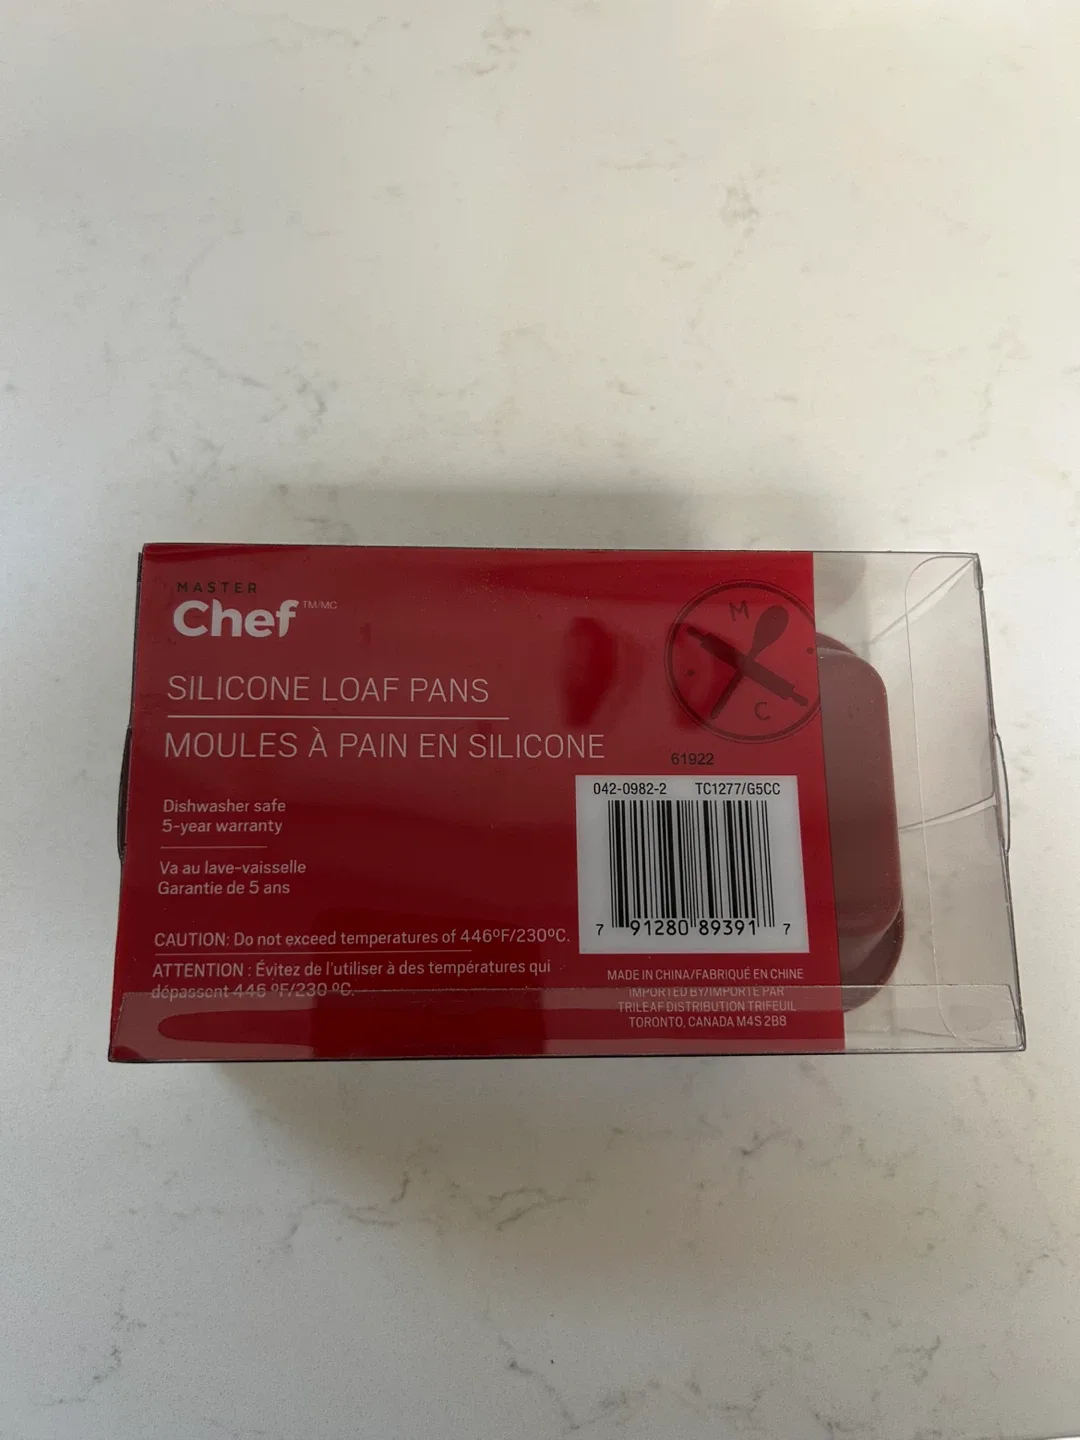 MASTER
Chef TM/MC
SILICONE LOAF PANS
MOULES À PAIN EN SILICONE
Dishwasher safe
5-year warranty
Va au lave-vaisselle
Garantie de 5 ans
CAUTION: Do not exceed temperatures of 446ºF/230ºC.
ATTENTION : Évitez de l'utiliser à des températures qui
dépassent 446 ºF/230 ºC.
M
C
61922
042-0982-2 TC1277/G5CC
7 91280 89391 7
MADE IN CHINA/FABRIQUÉ EN CHINE
IMPORTED BY/IMPORTÉ PAR
TRILEAF DISTRIBUTION TRIFEUIL
TORONTO, CANADA M4S 2B8